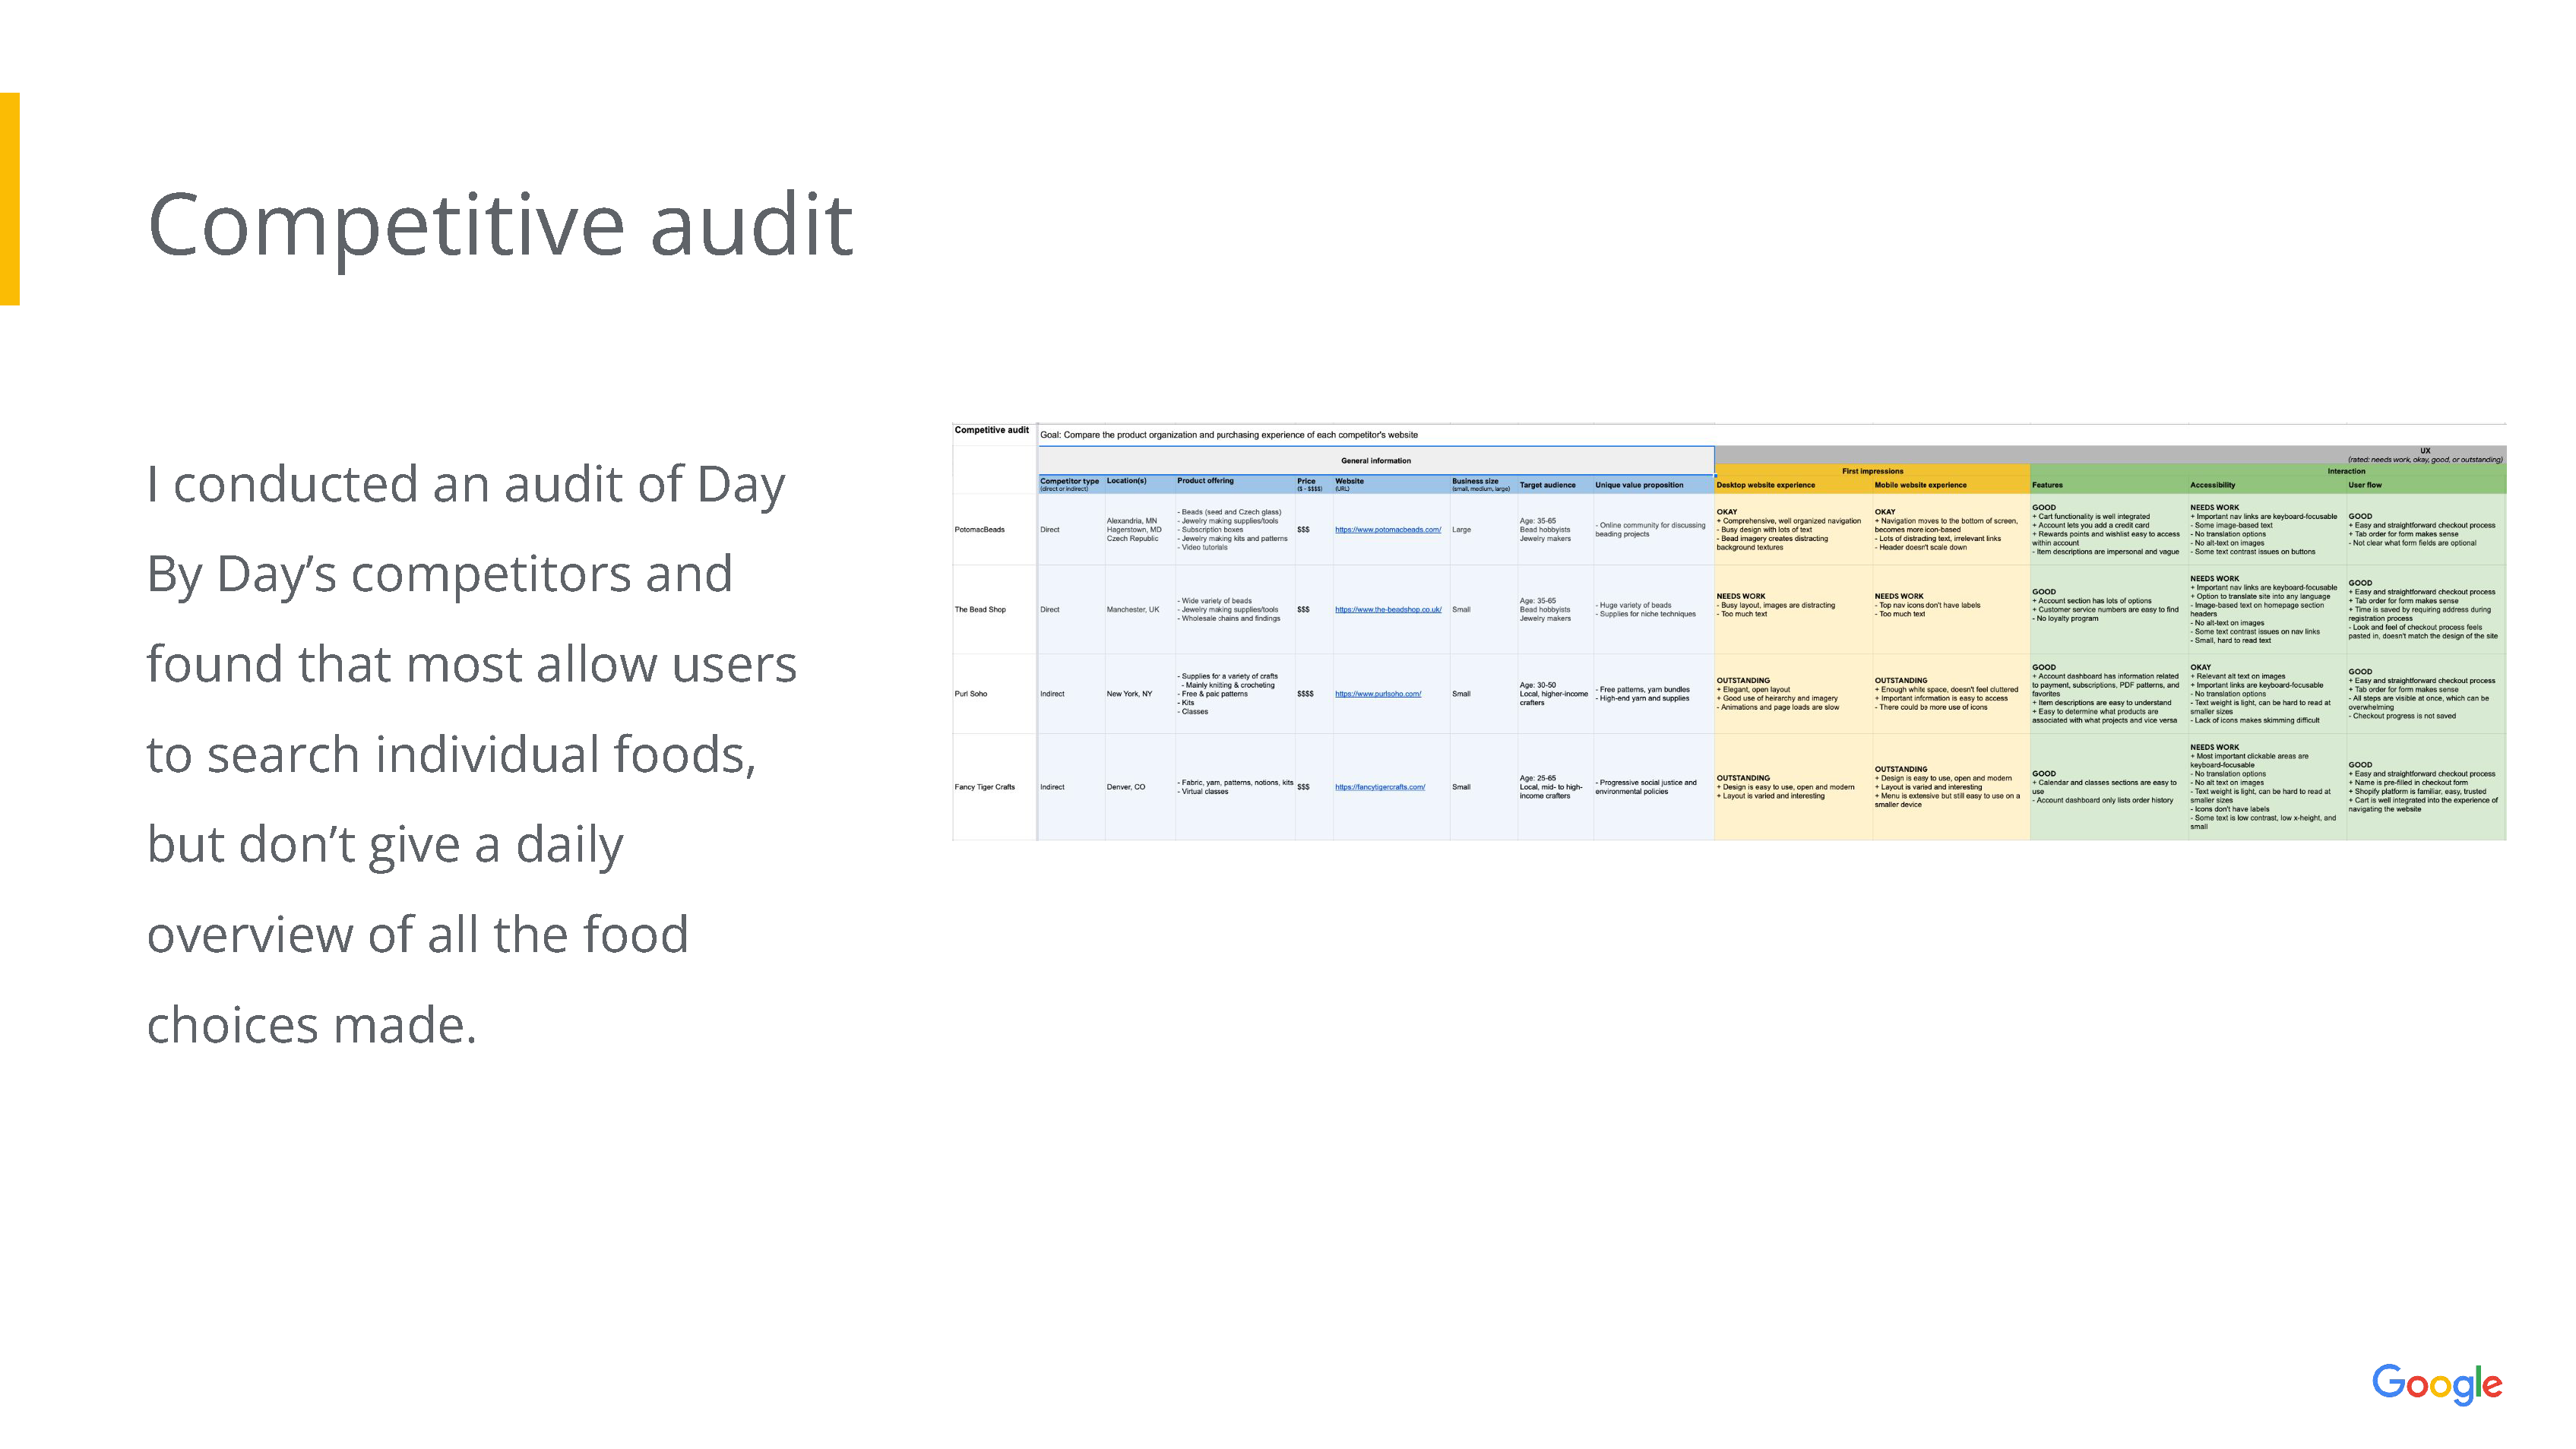 Competitive audit
I conducted an audit of Day
By Day’s competitors and
found that most allow users
to search individual foods,
but don’t give a daily
overview of all the food
choices made.
Competitive audit
Goal: Compare the product organization and purchasing experience of each competitor's website
General information
UX
(rated: needs work, okay, good, or outstanding)
First impressions
Interaction
Competitor type
(direct or indirect)
Location(s)
Product offering
Price
($ - $$$$)
Website
(URL)
Business size
(small, medium, large)
Target audience
Unique value proposition
Desktop website experience
Mobile website experience
Features
Accessibility
User flow
PotomacBeads
Direct
Alexandria, MN
Hagerstown, MD
Czech Republic
- Beads (seed and Czech glass)
- Jewelry making supplies/tools
- Subscription boxes
- Jewelry making kits and patterns
- Video tutorials
$$$
https://www.potomacbeads.com/
Large
Age: 35-65
Bead hobbyists
Jewelry makers
- Online community for discussing
beading projects
OKAY
+ Comprehensive, well organized navigation
- Busy design with lots of text
- Bead imagery creates distracting
background textures
OKAY
+ Navigation moves to the bottom of screen,
becomes more icon-based
- Lots of distrading text, irrelevant links
- Header doesn't scale down
GOOD
+ Cart functionality is well integrated
+ Account lets you add a credit card
+ Rewards points and wishlist easy to access
within account
- Item descriptions are impersonal and vague
NEEDS WORK
+ Important nav links are keyboard-focusable
- Some image-based text
- No translation options
- No alt-text on images
- Some text contrast issues on buttons
GOOD
+ Easy and straightforward checkout process
+ Tab order for form makes sense
- Not clear what form fields are optional
The Bead Shop
Direct
Manchester, UK
- Wide variety of beads
- Jewelry making supplies/tools
- Wholesale chains and findings
$$$
https://www.the-beadshop.co.uk/
Small
Age: 35-65
Bead hobbyists
Jewelry makers
- Huge variety of beads
- Supplies for niche techniques
NEEDS WORK
- Busy layout, images are distracting
- Too much text
NEEDS WORK
- Top nav icons don't have labels
- Too much text
GOOD
+ Account section has lots of options
+ Customer service numbers are easy to find
- No loyalty program
NEEDS WORK
+ Important nav links are keyboard-focusable
+ Option to translate site into any language
- Image-based text on homepage section
headers
- No alt-text on images
- Some text contrast issues on nav links
- Small, hard to read text
GOOD
+ Easy and straightforward checkout process
+ Tab order for form makes sense
+ Time is saved by requiring address during
registration process
- Look and feel of checkout process feels
pasted in, doesn't match the design of the site
Purl Soho
Indirect
New York, NY
- Supplies for a variety of crafts
- Mainly knitting & crocheting
- Free & paic patterns
- Kits
- Classes
$$$$
https://www.purlsoho.com/
Small
Age: 30-50
Local, higher-income
crafters
- Free patterns, yarn bundles
- High-end yarn and supplies
OUTSTANDING
+ Elegant, open layout
+ Good use of heirarchy and imagery
- Animations and page loads are slow
OUTSTANDING
+ Enough white space, doesn't feel cluttered
+ Important information is easy to access
- There could be more use of icons
GOOD
+ Account dashboard has information related
to payment, subscriptions, PDF patterns, and
favorites
+ Item descriptions are easy to understand
+ Easy to determine what products are
associated with what projects and vice versa
OKAY
+ Relevant alt text on images
+ Important links are keyboard-focusable
- No translation options
- Text weight is light, can be hard to read at
smaller sizes
- Lack of icons makes skimming difficult
GOOD
+ Easy and straightforward checkout process
+ Tab order for form makes sense
- All steps are visible at once, which can be
overwhelming
- Checkout progress is not saved
Fancy Tiger Crafts
Indirect
Denver, CO
- Fabric, yarn, patterns, notions, kits
- Virtual classes
$$$
https://fancytigercrafts.com/
Small
Age: 25-65
Local, mid- to high-
income crafters
- Progressive social justice and
environmental policies
OUTSTANDING
+ Design is easy to use, open and modern
+ Layout is varied and interesting
OUTSTANDING
+ Design is easy to use, open and modern
+ Layout is varied and interesting
+ Menu is extensive but still easy to use on a
smaller device
GOOD
+ Calendar and classes sections are easy to
use
- Account dashboard only lists order history
NEEDS WORK
+ Most important clickable areas are
keyboard-focusable
- No translation options
- No alt text on images
- Text weight is light, can be hard to read at
smaller sizes
- Icons don't have labels
- Some text is low contrast, low x-height, and
small
GOOD
+ Easy and straightforward checkout process
+ Name is pre-filled in checkout form
+ Shopify platform is familiar, easy, trusted
+ Cart is well integrated into the experience of
navigating the website
Google